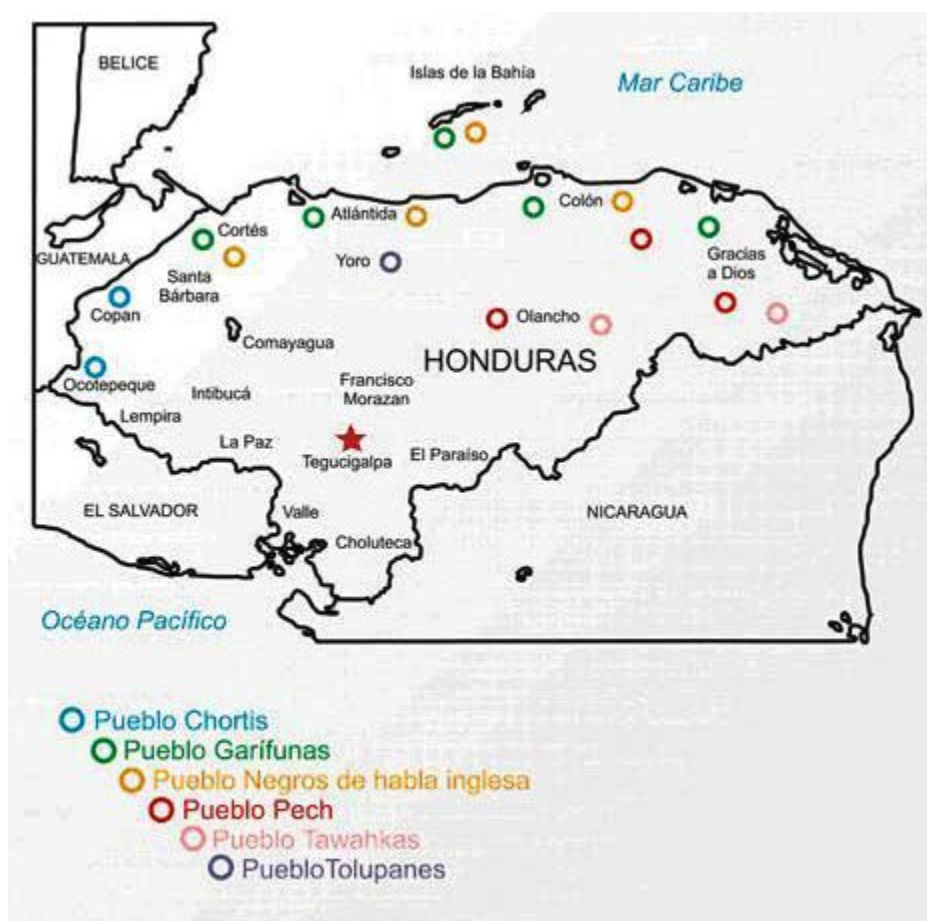 BELICE
Islas de la Bahía
Mar Caribe
Atlántida
Colón
Cortés
GUATEMALA
Yoro
Gracias
a Dios
Santa
Bárbara
Copan
Olancho
Comayagua
HONDURAS
Ocotepeque
Intibucá
Francisco
Morazan
Lempira
La Paz
Tegucigalpa
El Paraíso
EL SALVADOR
Valle
NICARAGUA
Choluteca
Océano Pacífico
Pueblo Chortis
Pueblo Garífunas
Pueblo Negros de habla inglesa
Pueblo Pech
Pueblo Tawahkas
PuebloTolupanes